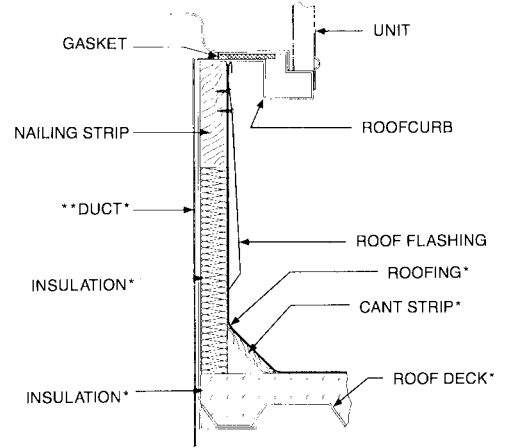 UNIT
GASKET
NAILING STRIP
ROOFCURB
**DUCT*
ROOF FLASHING
ROOFING*
INSULATION*
CANT STRIP*
ROOF DECK*
INSULATION*